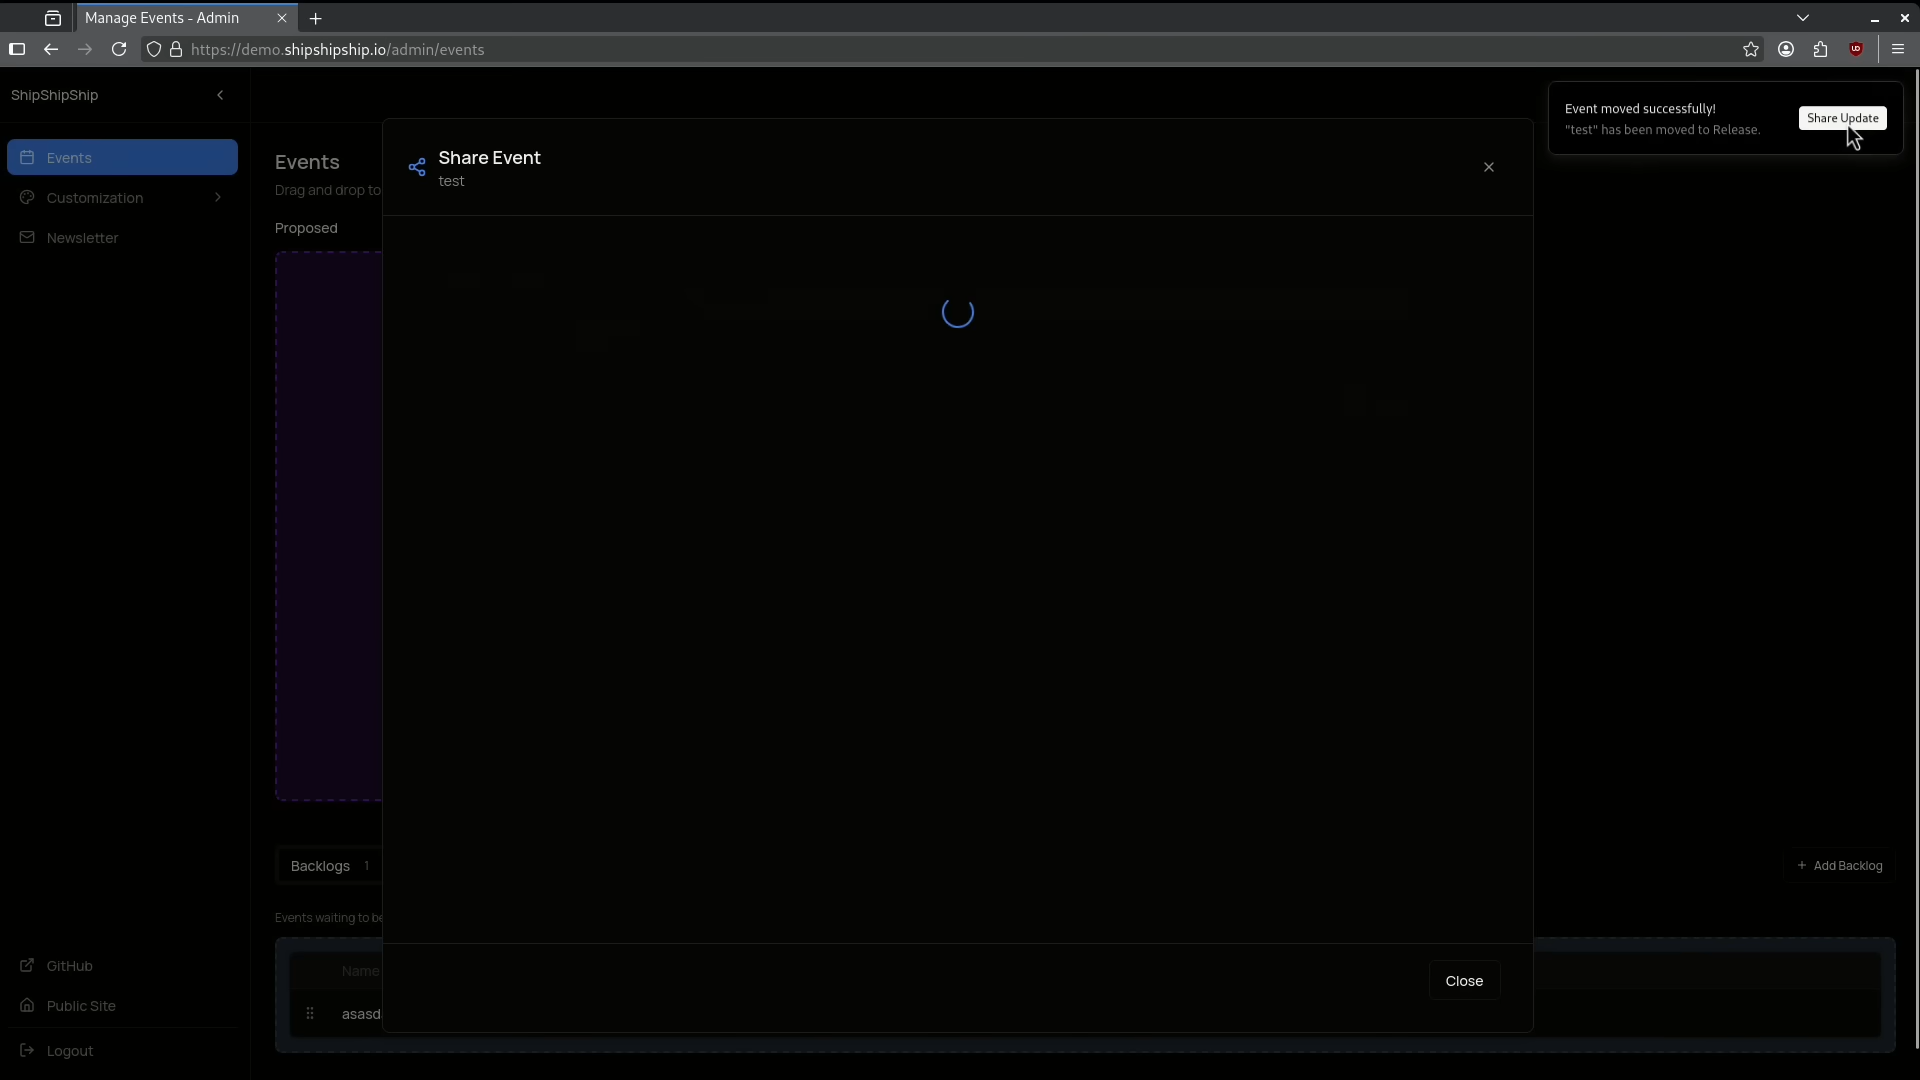 Manage Events - Admin
https://demo.shipshipship.io/admin/events
ShipShipShip
Events
Customization
Newsletter
GitHub
Public Site
Logout
Events
Drag and drop to
Proposed
Backlogs 1
Events waiting to be
+ Add Backlog
Name
asasd
Share Event
test
Close
Event moved successfully!
"test" has been moved to Release.
Share Update